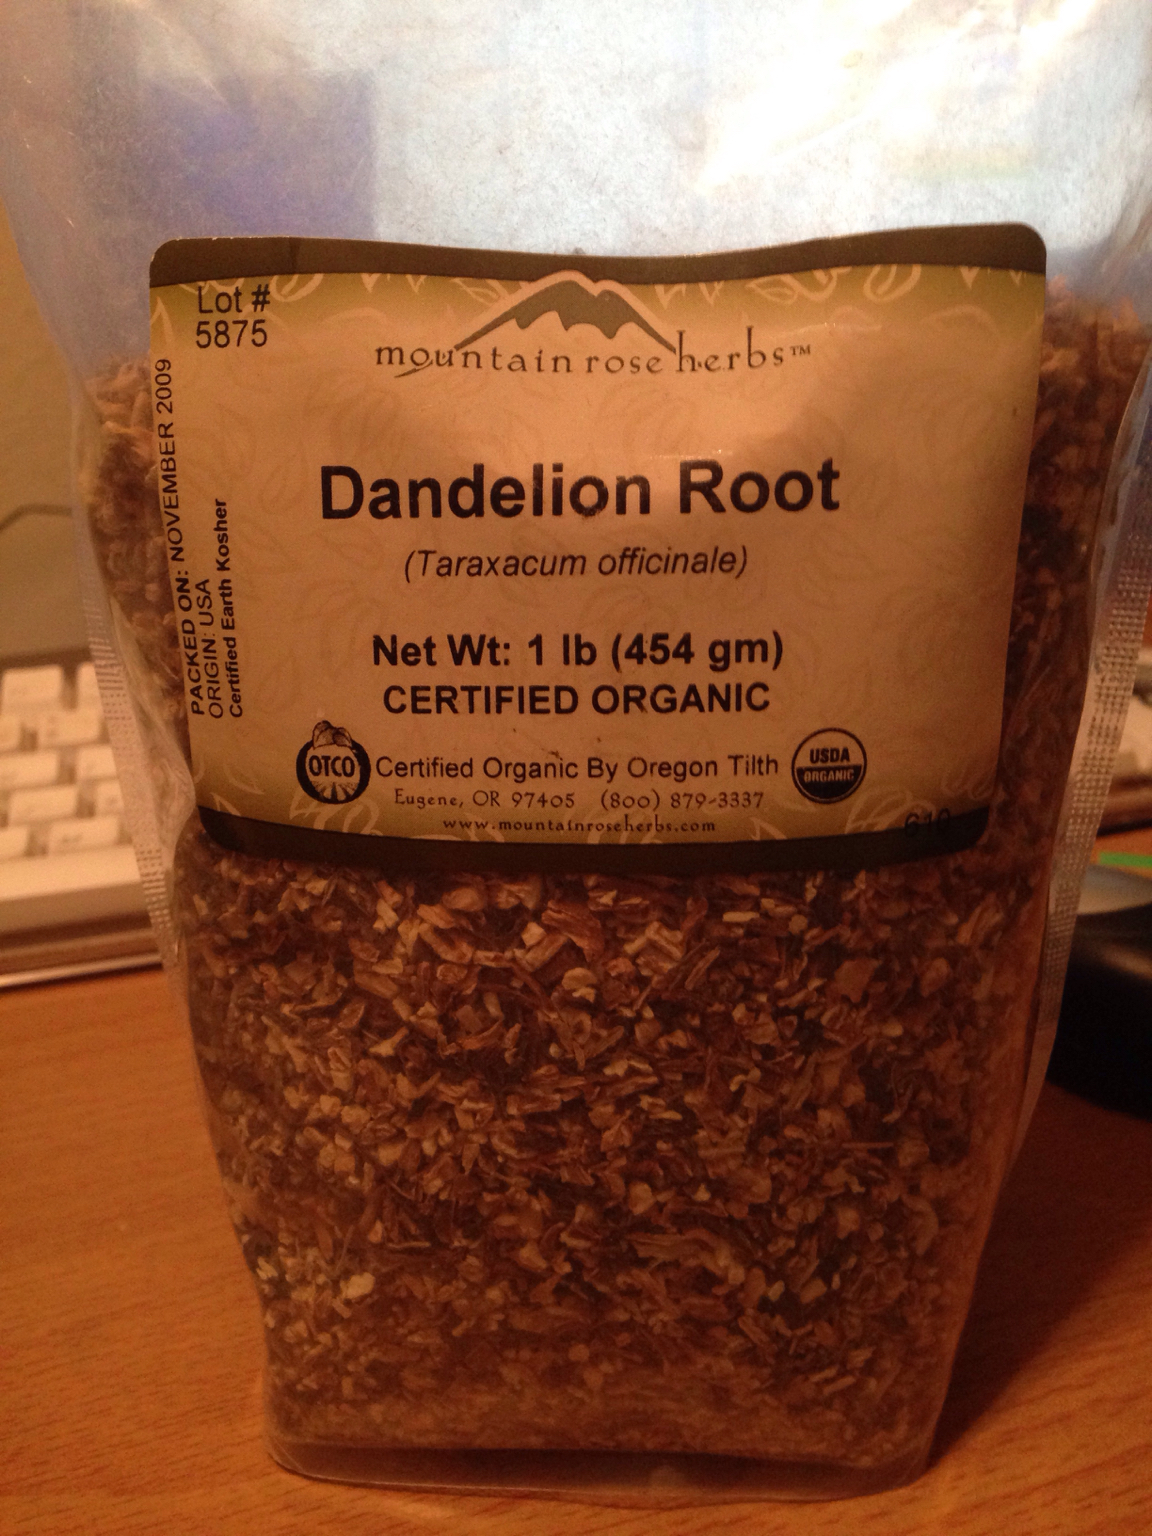 Lot #
5875
mountain rose herbs™
PACKED ON: NOVEMBER 2009
ORIGIN: USA
Certified Earth Kosher
Dandelion Root
(Taraxacum officinale)
Net Wt: 1 lb (454 gm)
CERTIFIED ORGANIC
OTCO
Certified Organic By Oregon Tilth
USDA
ORGANIC
Eugene, OR 97405 (800) 879-3337
www.mountainroseherbs.com
610